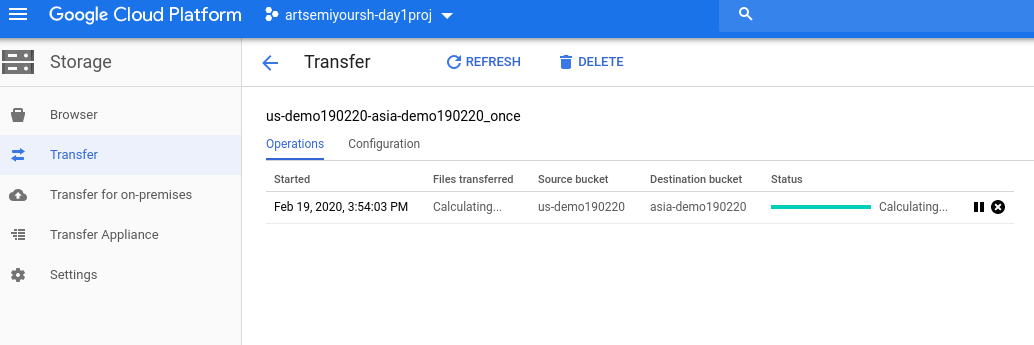 Google Cloud Platform artsemiyoursh-day1proj
Storage
Browser
Transfer
Transfer for on-premises
Transfer Appliance
Settings
Transfer REFRESH DELETE
us-demo190220-asia-demo190220_once
Operations Configuration
Started Files transferred Source bucket Destination bucket Status
Feb 19, 2020, 3:54:03 PM Calculating... us-demo190220 asia-demo190220 Calculating...